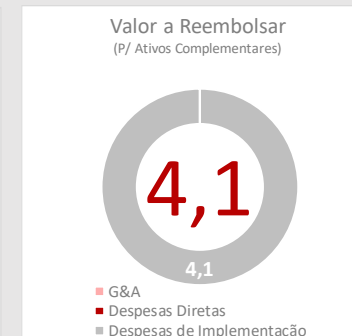 Valor a Reembolsar
(P/ Ativos Complementares)
4,1
4,1
G&A
Despesas Diretas
Despesas de Implementação